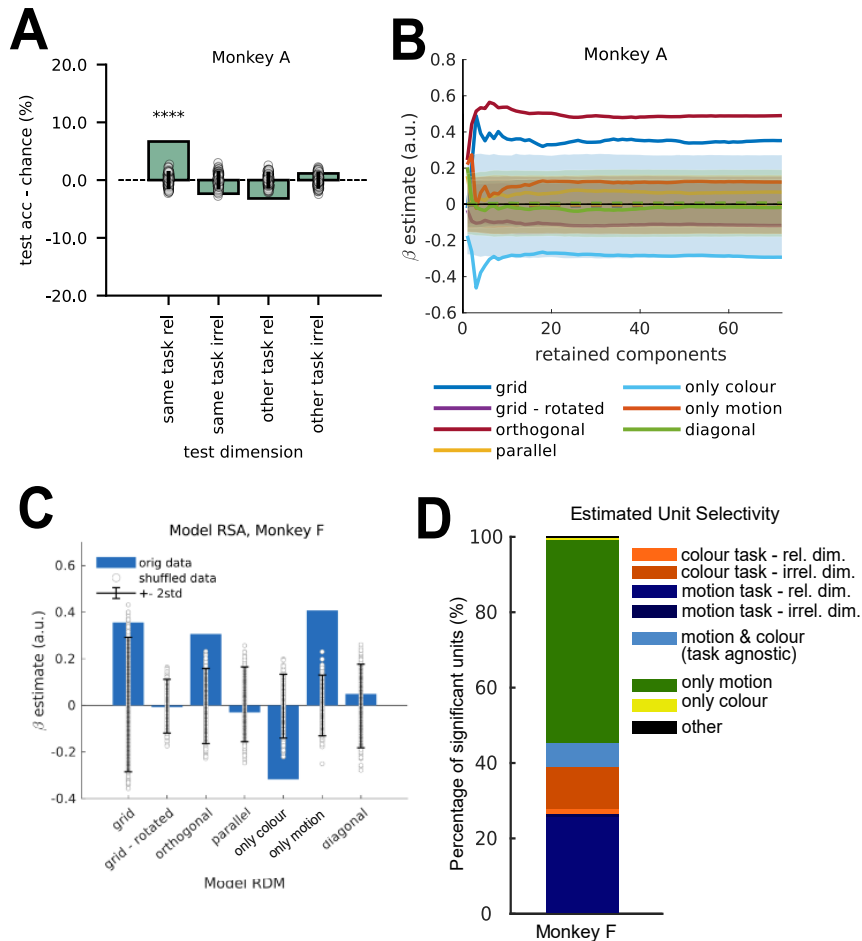 A
Monkey A
20.0
10.0
0.0
-10.0
-20.0
test acc - chance (%)
****
same task rel
same task irrel
other task rel
other task irrel
test dimension
B
Monkey A
0.8
0.6
0.4
0.2
0
-0.2
-0.4
-0.6
β estimate (a.u.)
0
20
40
60
retained components
grid
grid - rotated
orthogonal
parallel
only colour
only motion
diagonal
C
Model RSA, Monkey F
orig data
shuffled data
+- 2std
0.6
0.4
0.2
0
-0.2
-0.4
β estimate (a.u.)
grid
grid - rotated
orthogonal
parallel
only colour
only motion
diagonal
Model RDM
D
Estimated Unit Selectivity
100
80
60
40
20
0
Percentage of significant units (%)
Monkey F
colour task - rel. dim.
colour task - irrel. dim.
motion task - rel. dim.
motion task - irrel. dim.
motion & colour
(task agnostic)
only motion
only colour
other